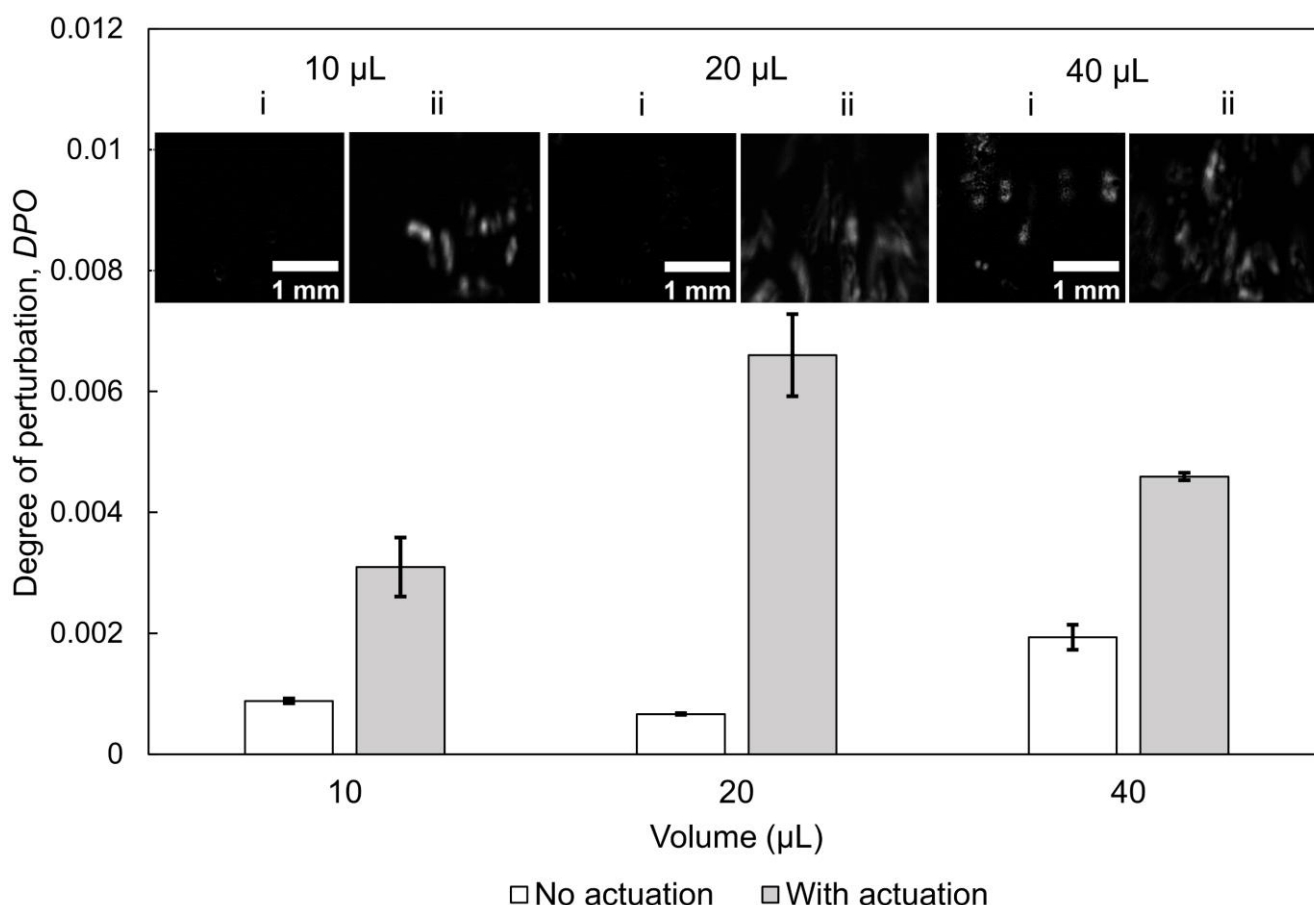 0.012
0.01
0.008
0.006
0.004
0.002
0
Degree of perturbation, DPO
10 µL
20 µL
40 µL
i
ii
i
ii
i
ii
1 mm
1 mm
1 mm
10
20
40
Volume (µL)
No actuation
With actuation